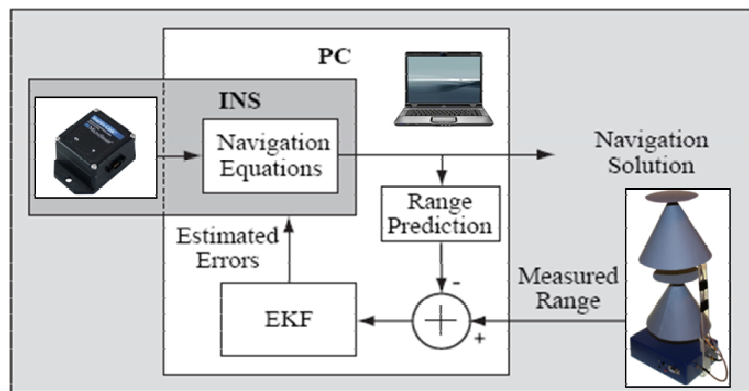 PC
INS
Navigation
Equations
Navigation
Solution
Range
Prediction
Estimated
Errors
Measured
Range
-
EKF
+